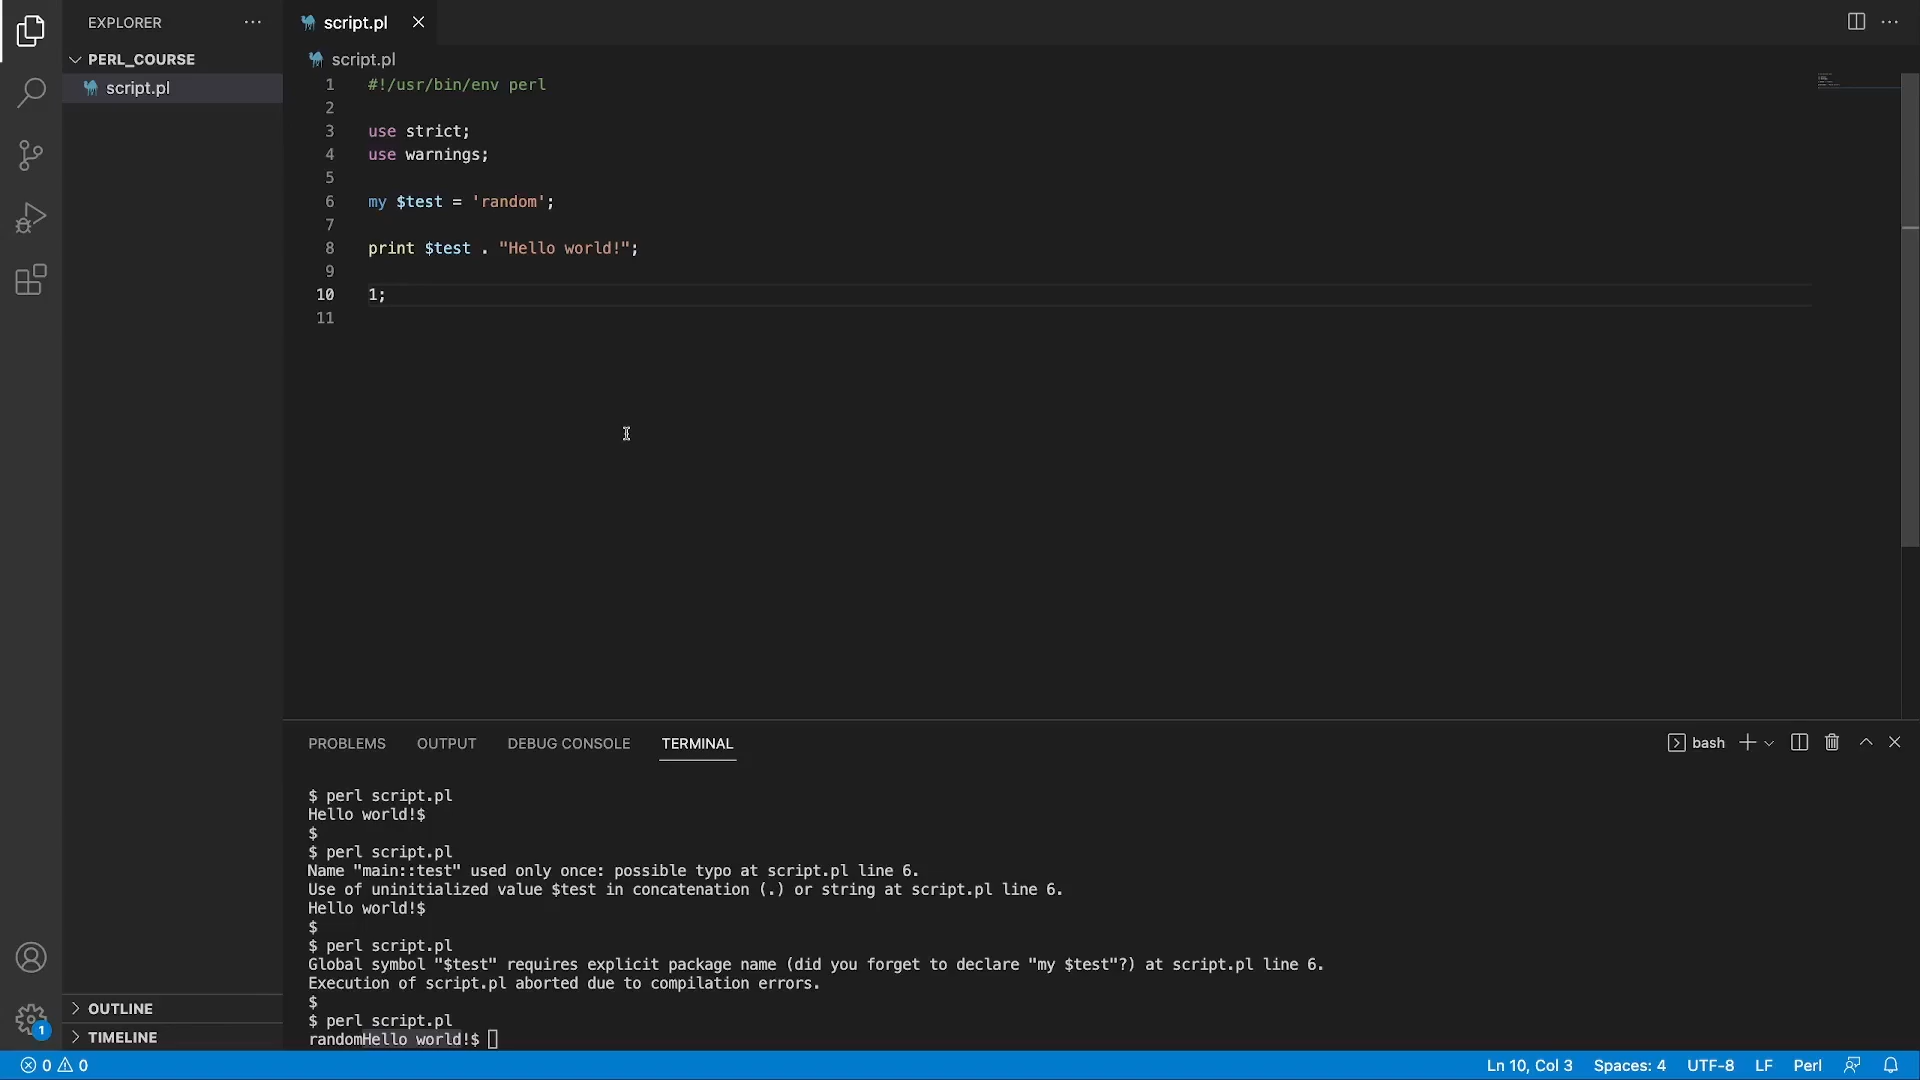 EXPLORER
script.pl
PERL_COURSE
script.pl
script.pl
1 #!/usr/bin/env perl
2
3 use strict;
4 use warnings;
5
6 my $test = 'random';
7
8 print $test . "Hello world!";
9
10 1;
11
PROBLEMS OUTPUT DEBUG CONSOLE TERMINAL
bash
$ perl script.pl
Hello world!$
$
$ perl script.pl
Name "main::test" used only once: possible typo at script.pl line 6.
Use of uninitialized value $test in concatenation (.) or string at script.pl line 6.
Hello world!$
$
$ perl script.pl
Global symbol "$test" requires explicit package name (did you forget to declare "my $test"?) at script.pl line 6.
Execution of script.pl aborted due to compilation errors.
$
$ perl script.pl
randomHello world!$
OUTLINE
TIMELINE
1
0 0
Ln 10, Col 3 Spaces: 4 UTF-8 LF Perl